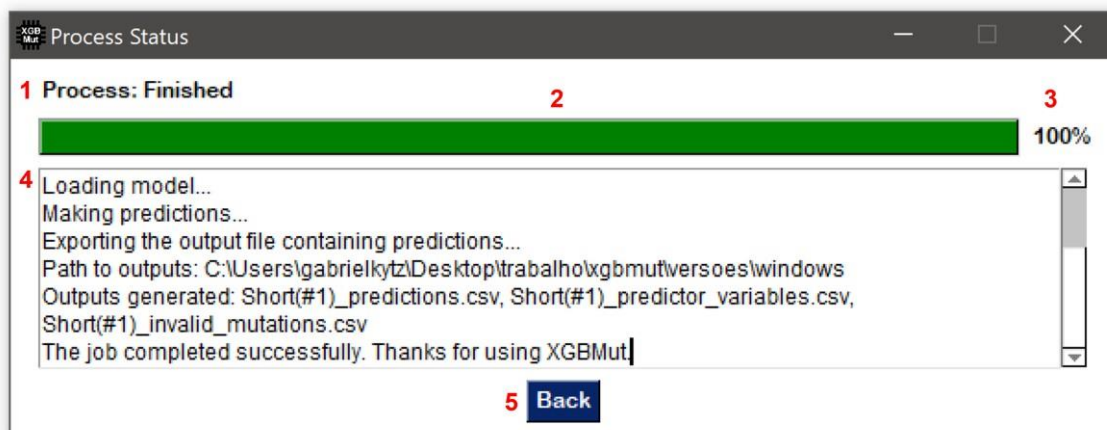 XGB
Mut
Process Status
1 Process: Finished
2
3
100%
4
Loading model...
Making predictions...
Exporting the output file containing predictions...
Path to outputs: C:\Users\gabrielkytz\Desktop\trabalho\xgbmut\versoes\windows
Outputs generated: Short(#1)_predictions.csv, Short(#1)_predictor_variables.csv,
Short(#1)_invalid_mutations.csv
The job completed successfully. Thanks for using XGBMut.
5 Back